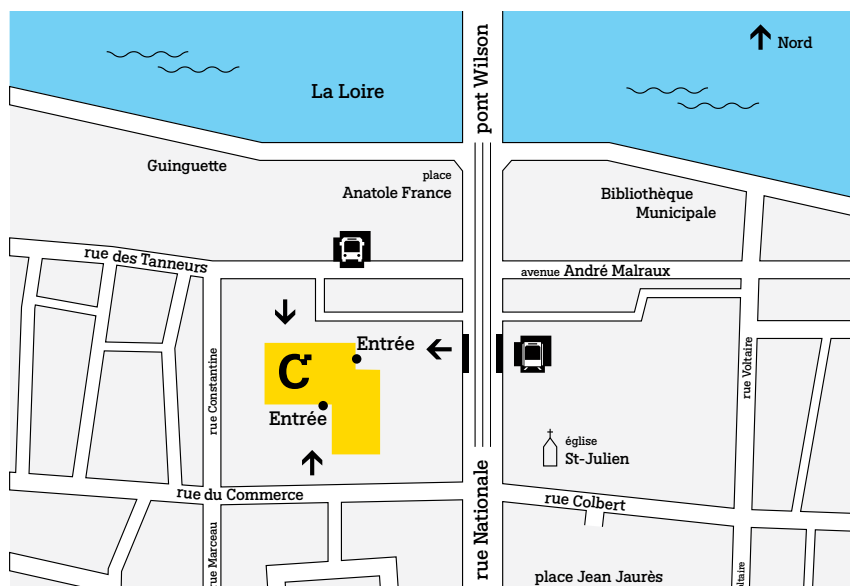 Nord
La Loire
pont Wilson
Guinguette
place
Anatole France
Bibliothèque
Municipale
rue des Tanneurs
avenue André Malraux
Entrée
C
rue Constantine
rue Voltaire
Entrée
église
St-Julien
rue du Commerce
rue Nationale
rue Colbert
rue Marceau
place Jean Jaurès